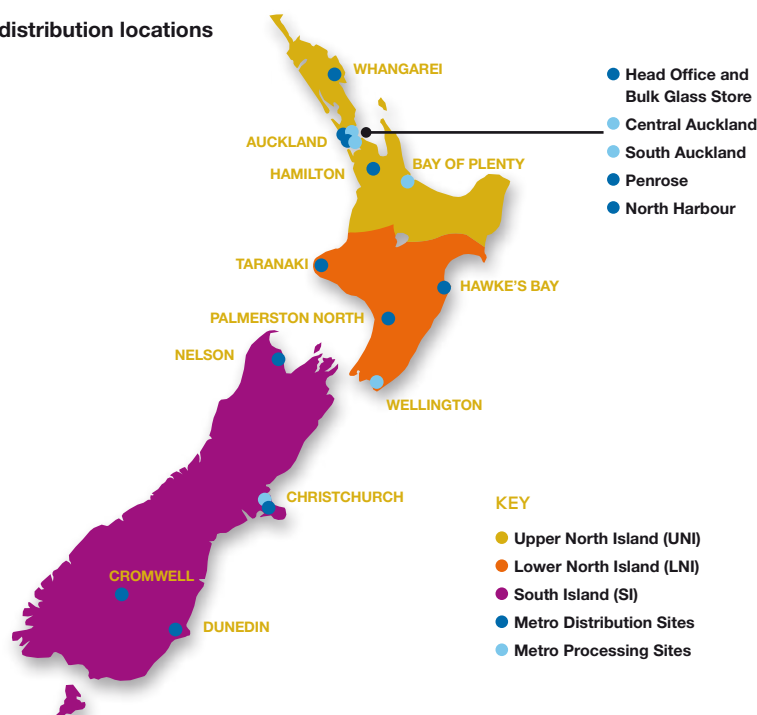 distribution locations
WHANGAREI
Head Office and
Bulk Glass Store
Central Auckland
South Auckland
Penrose
North Harbour
AUCKLAND
BAY OF PLENTY
HAMILTON
TARANAKI
HAWKE'S BAY
PALMERSTON NORTH
NELSON
WELLINGTON
CHRISTCHURCH
CROMWELL
DUNEDIN
KEY
Upper North Island (UNI)
Lower North Island (LNI)
South Island (SI)
Metro Distribution Sites
Metro Processing Sites